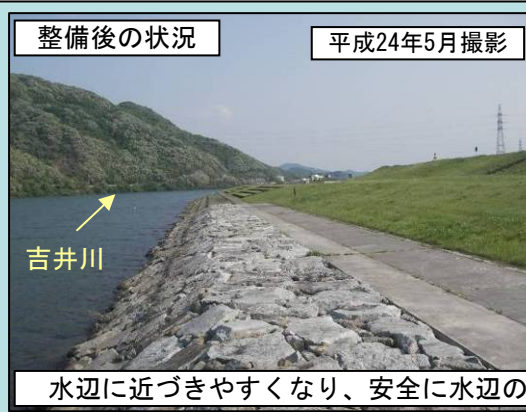 整備後の状況
平成24年5月撮影
吉井川
水辺に近づきやすくなり、安全に水辺の